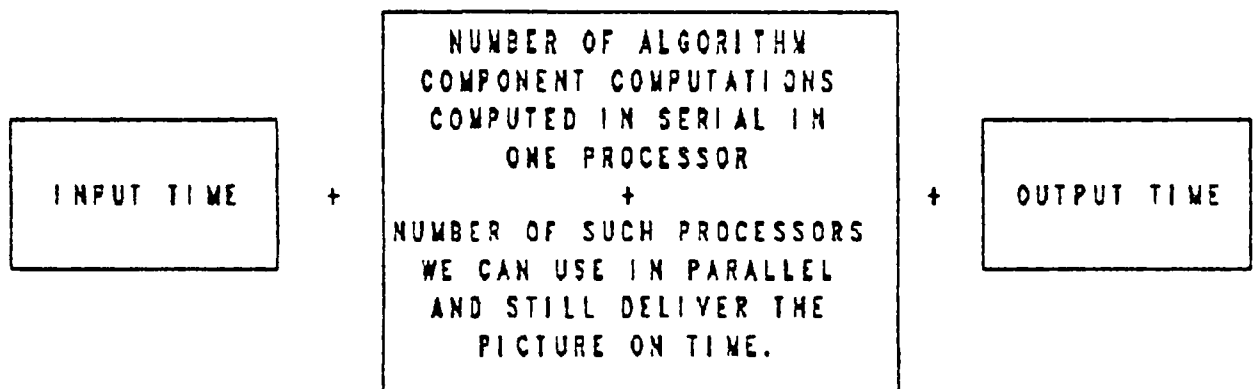 INPUT TIME
+
NUMBER OF ALGORITHM
COMPONENT COMPUTATIONS
COMPUTED IN SERIAL IN
ONE PROCESSOR
+
NUMBER OF SUCH PROCESSORS
WE CAN USE IN PARALLEL
AND STILL DELIVER THE
PICTURE ON TIME.
+
OUTPUT TIME